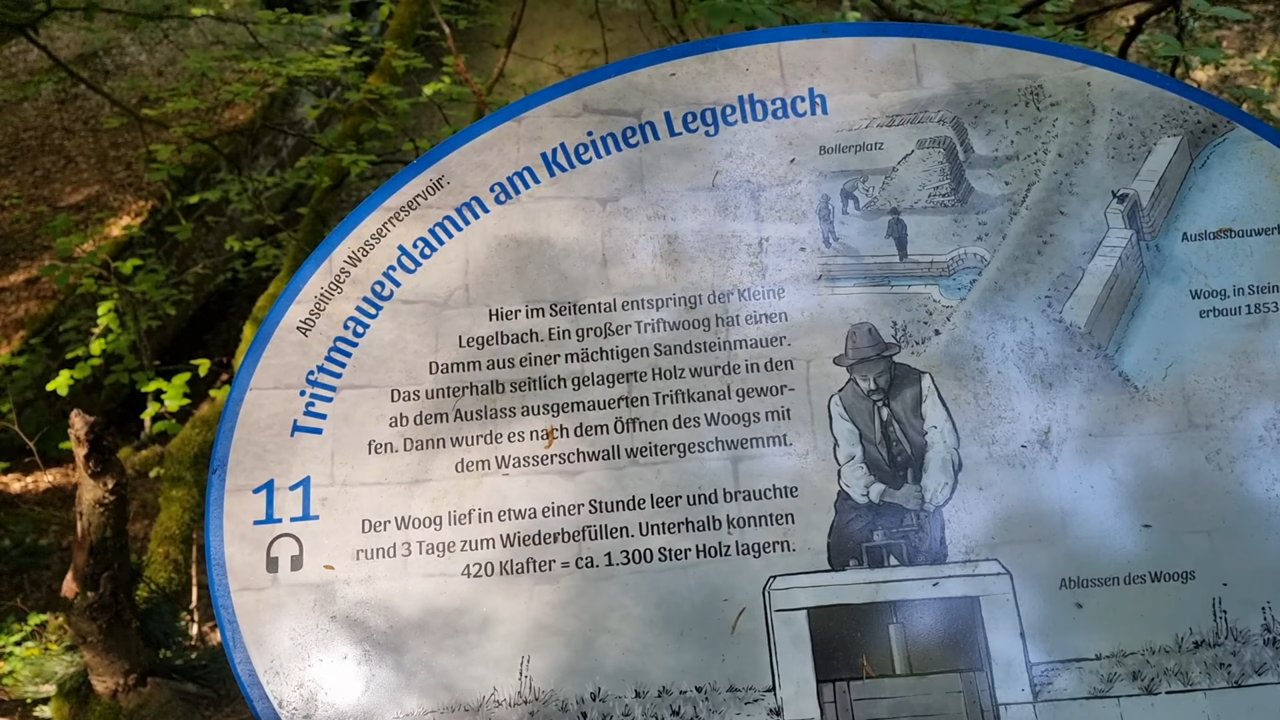 Abseitiges Wasserreservoir:
Triftmauerdamm am Kleinen Legelbach
Hier im Seitental entspringt der Kleine
Legelbach. Ein großer Triftwoog hat einen
Damm aus einer mächtigen Sandsteinmauer.
Das unterhalb seitlich gelagerte Holz wurde in den
ab dem Auslass ausgemauerten Triftkanal gewor-
fen. Dann wurde es nach dem Öffnen des Woogs mit
dem Wasserschwall weitergeschwemmt.
11
Der Woog lief in etwa einer Stunde leer und brauchte
rund 3 Tage zum Wiederbefüllen. Unterhalb konnten
420 Klafter = ca. 1.300 Ster Holz lagern.
Bollerplatz
Auslassbauwerk
Woog, in Stein
erbaut 1853
Ablassen des Woogs